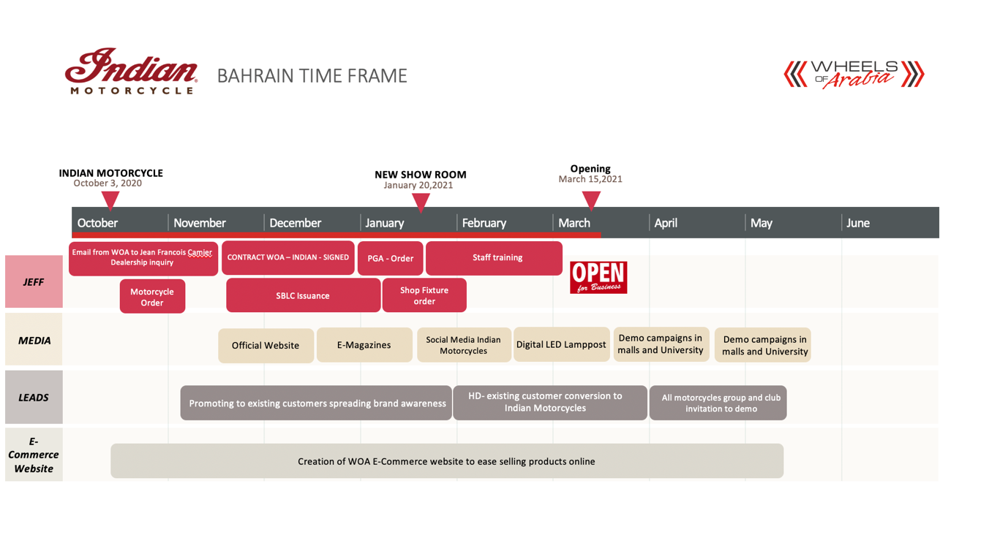 Indian
MOTORCYCLE
BAHRAIN TIME FRAME
WHEELS
OF Arabia
INDIAN MOTORCYCLE
October 3, 2020
NEW SHOW ROOM
January 20,2021
Opening
March 15,2021
October
November
December
January
February
March
April
May
June
JEFF
Email from WOA to Jean Francois Camier
Dealership inquiry
CONTRACT WOA – INDIAN - SIGNED
PGA - Order
Staff training
Motorcycle
Order
SBLC Issuance
Shop Fixture
order
OPEN
for Business
MEDIA
Official Website
E-Magazines
Social Media Indian
Motorcycles
Digital LED Lamppost
Demo campaigns in
malls and University
Demo campaigns in
malls and University
LEADS
Promoting to existing customers spreading brand awareness
HD- existing customer conversion to
Indian Motorcycles
All motorcycles group and club
invitation to demo
E-
Commerce
Website
Creation of WOA E-Commerce website to ease selling products online